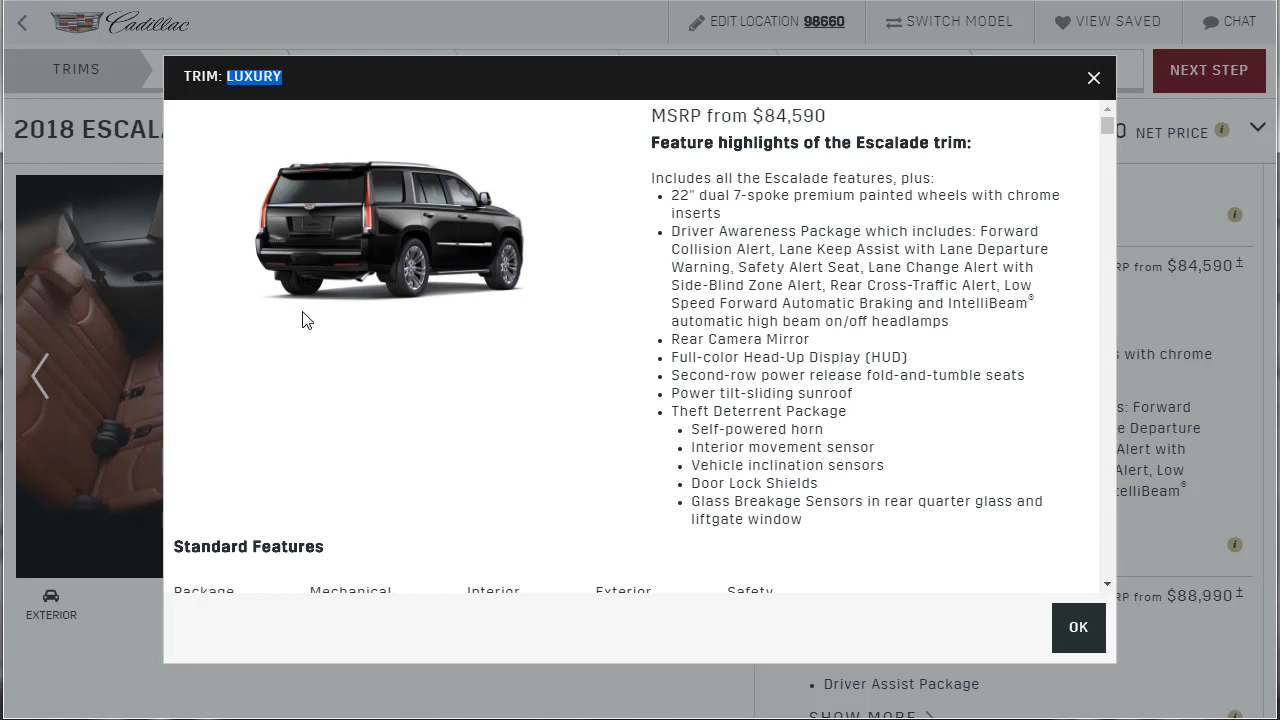 Cadillac
EDIT LOCATION 98660
SWITCH MODEL
VIEW SAVED
CHAT
TRIMS
NEXT STEP
2018 ESCAL
NET PRICE
TRIM: LUXURY
MSRP from $84,590
Feature highlights of the Escalade trim:
Includes all the Escalade features, plus:
• 22" dual 7-spoke premium painted wheels with chrome
inserts
• Driver Awareness Package which includes: Forward
Collision Alert, Lane Keep Assist with Lane Departure
Warning, Safety Alert Seat, Lane Change Alert with
Side-Blind Zone Alert, Rear Cross-Traffic Alert, Low
Speed Forward Automatic Braking and IntelliBeam®
automatic high beam on/off headlamps
• Rear Camera Mirror
• Full-color Head-Up Display (HUD)
• Second-row power release fold-and-tumble seats
• Power tilt-sliding sunroof
• Theft Deterrent Package
• Self-powered horn
• Interior movement sensor
• Vehicle inclination sensors
• Door Lock Shields
• Glass Breakage Sensors in rear quarter glass and
liftgate window
Standard Features
Package Mechanical Interior Exterior Safety
OK
EXTERIOR
RP from $84,590±
s with chrome
s: Forward
e Departure
Alert with
Alert, Low
elliBeam®
RP from $88,990±
• Driver Assist Package
SHOW MORE